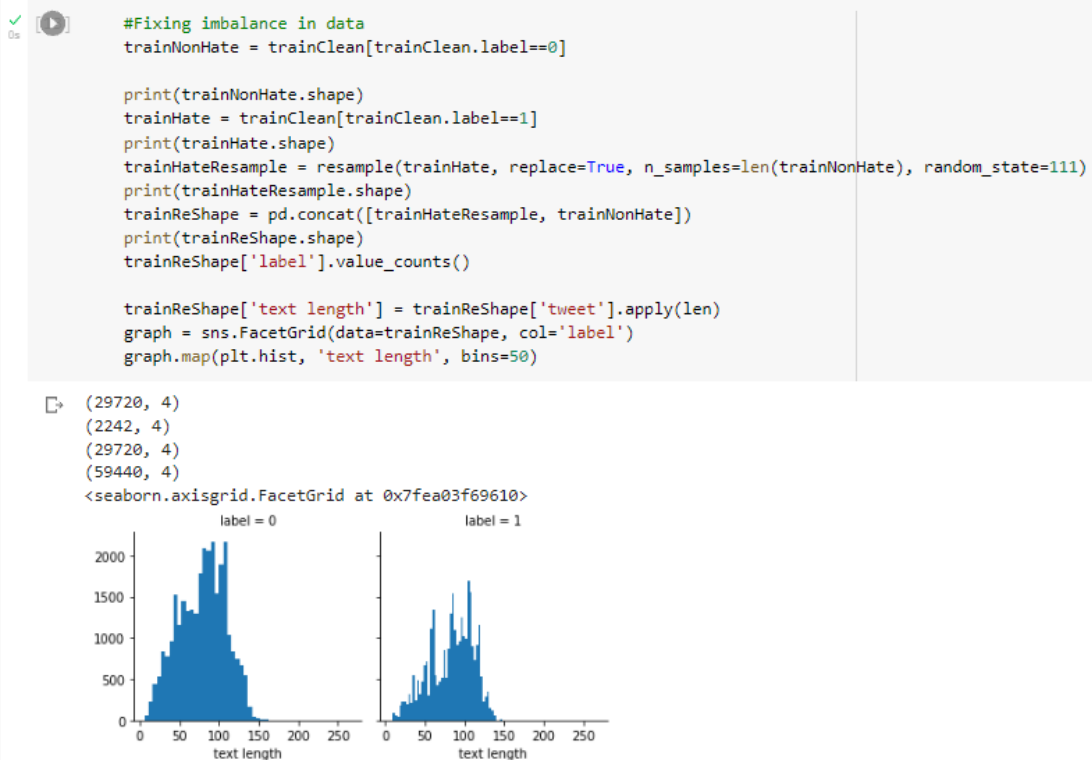 0s
#Fixing imbalance in data
trainNonHate = trainClean[trainClean.label==0]
print(trainNonHate.shape)
trainHate = trainClean[trainClean.label==1]
print(trainHate.shape)
trainHateResample = resample(trainHate, replace=True, n_samples=len(trainNonHate), random_state=111)
print(trainHateResample.shape)
trainReShape = pd.concat([trainHateResample, trainNonHate])
print(trainReShape.shape)
trainReShape['label'].value_counts()
trainReShape['text length'] = trainReShape['tweet'].apply(len)
graph = sns.FacetGrid(data=trainReShape, col='label')
graph.map(plt.hist, 'text length', bins=50)
(29720, 4)
(2242, 4)
(29720, 4)
(59440, 4)
<seaborn.axisgrid.FacetGrid at 0x7fea03f69610>
label = 0 label = 1
2000
1500
1000
500
0
0 50 100 150 200 250 0 50 100 150 200 250
text length text length